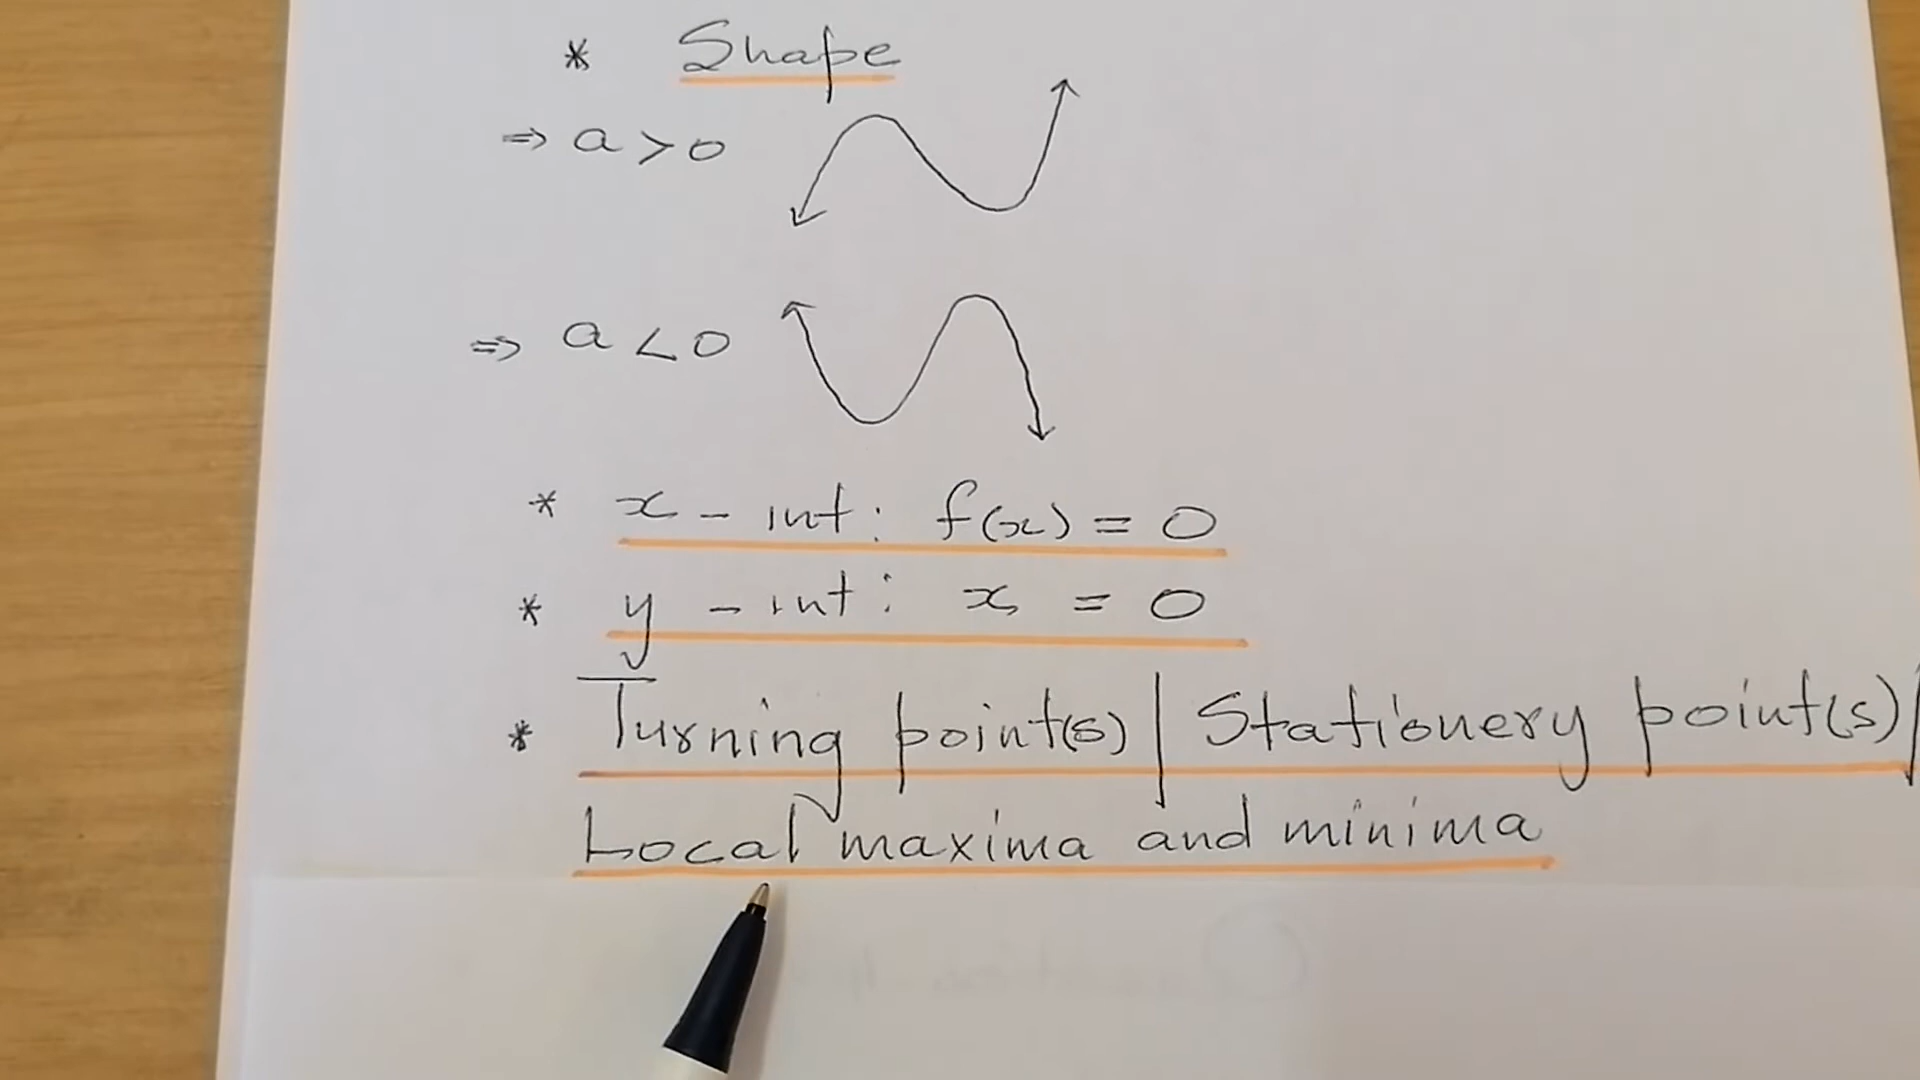 * Shape
⇒ a > 0
⇒ a < 0
* x - int: f(x) = 0
* y - int: x = 0
* Turning point(s) | Stationery point(s) |
Local maxima and minima